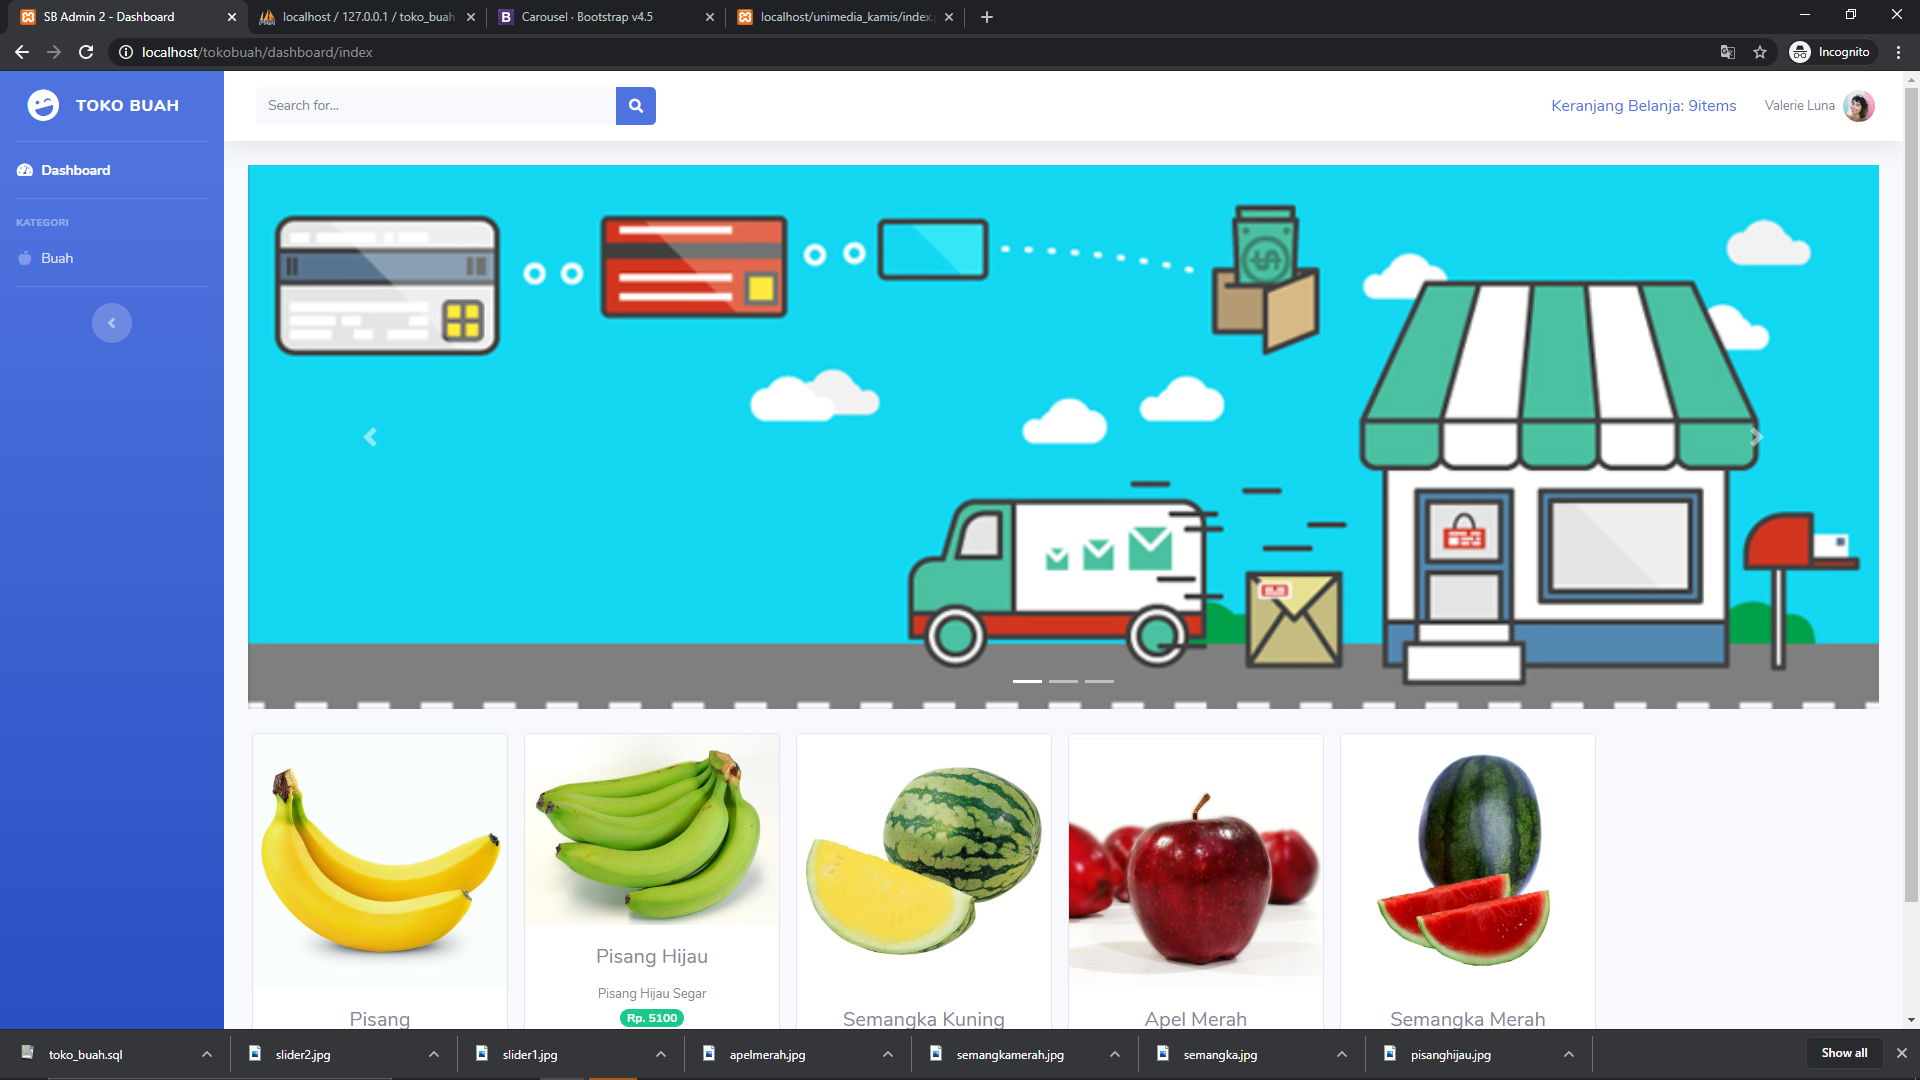 SB Admin 2 - Dashboard
localhost / 127.0.0.1 / toko_buah
Carousel · Bootstrap v4.5
localhost/unimedia_kamis/index.
localhost/tokobuah/dashboard/index
Incognito
TOKO BUAH
Search for...
Keranjang Belanja: 9items
Valerie Luna
Dashboard
KATEGORI
Buah
Pisang Hijau
Pisang Hijau Segar
Rp. 5100
Pisang
Semangka Kuning
Apel Merah
Semangka Merah
toko_buah.sql
slider2.jpg
slider1.jpg
apelmerah.jpg
semangkamerah.jpg
semangka.jpg
pisanghijau.jpg
Show all